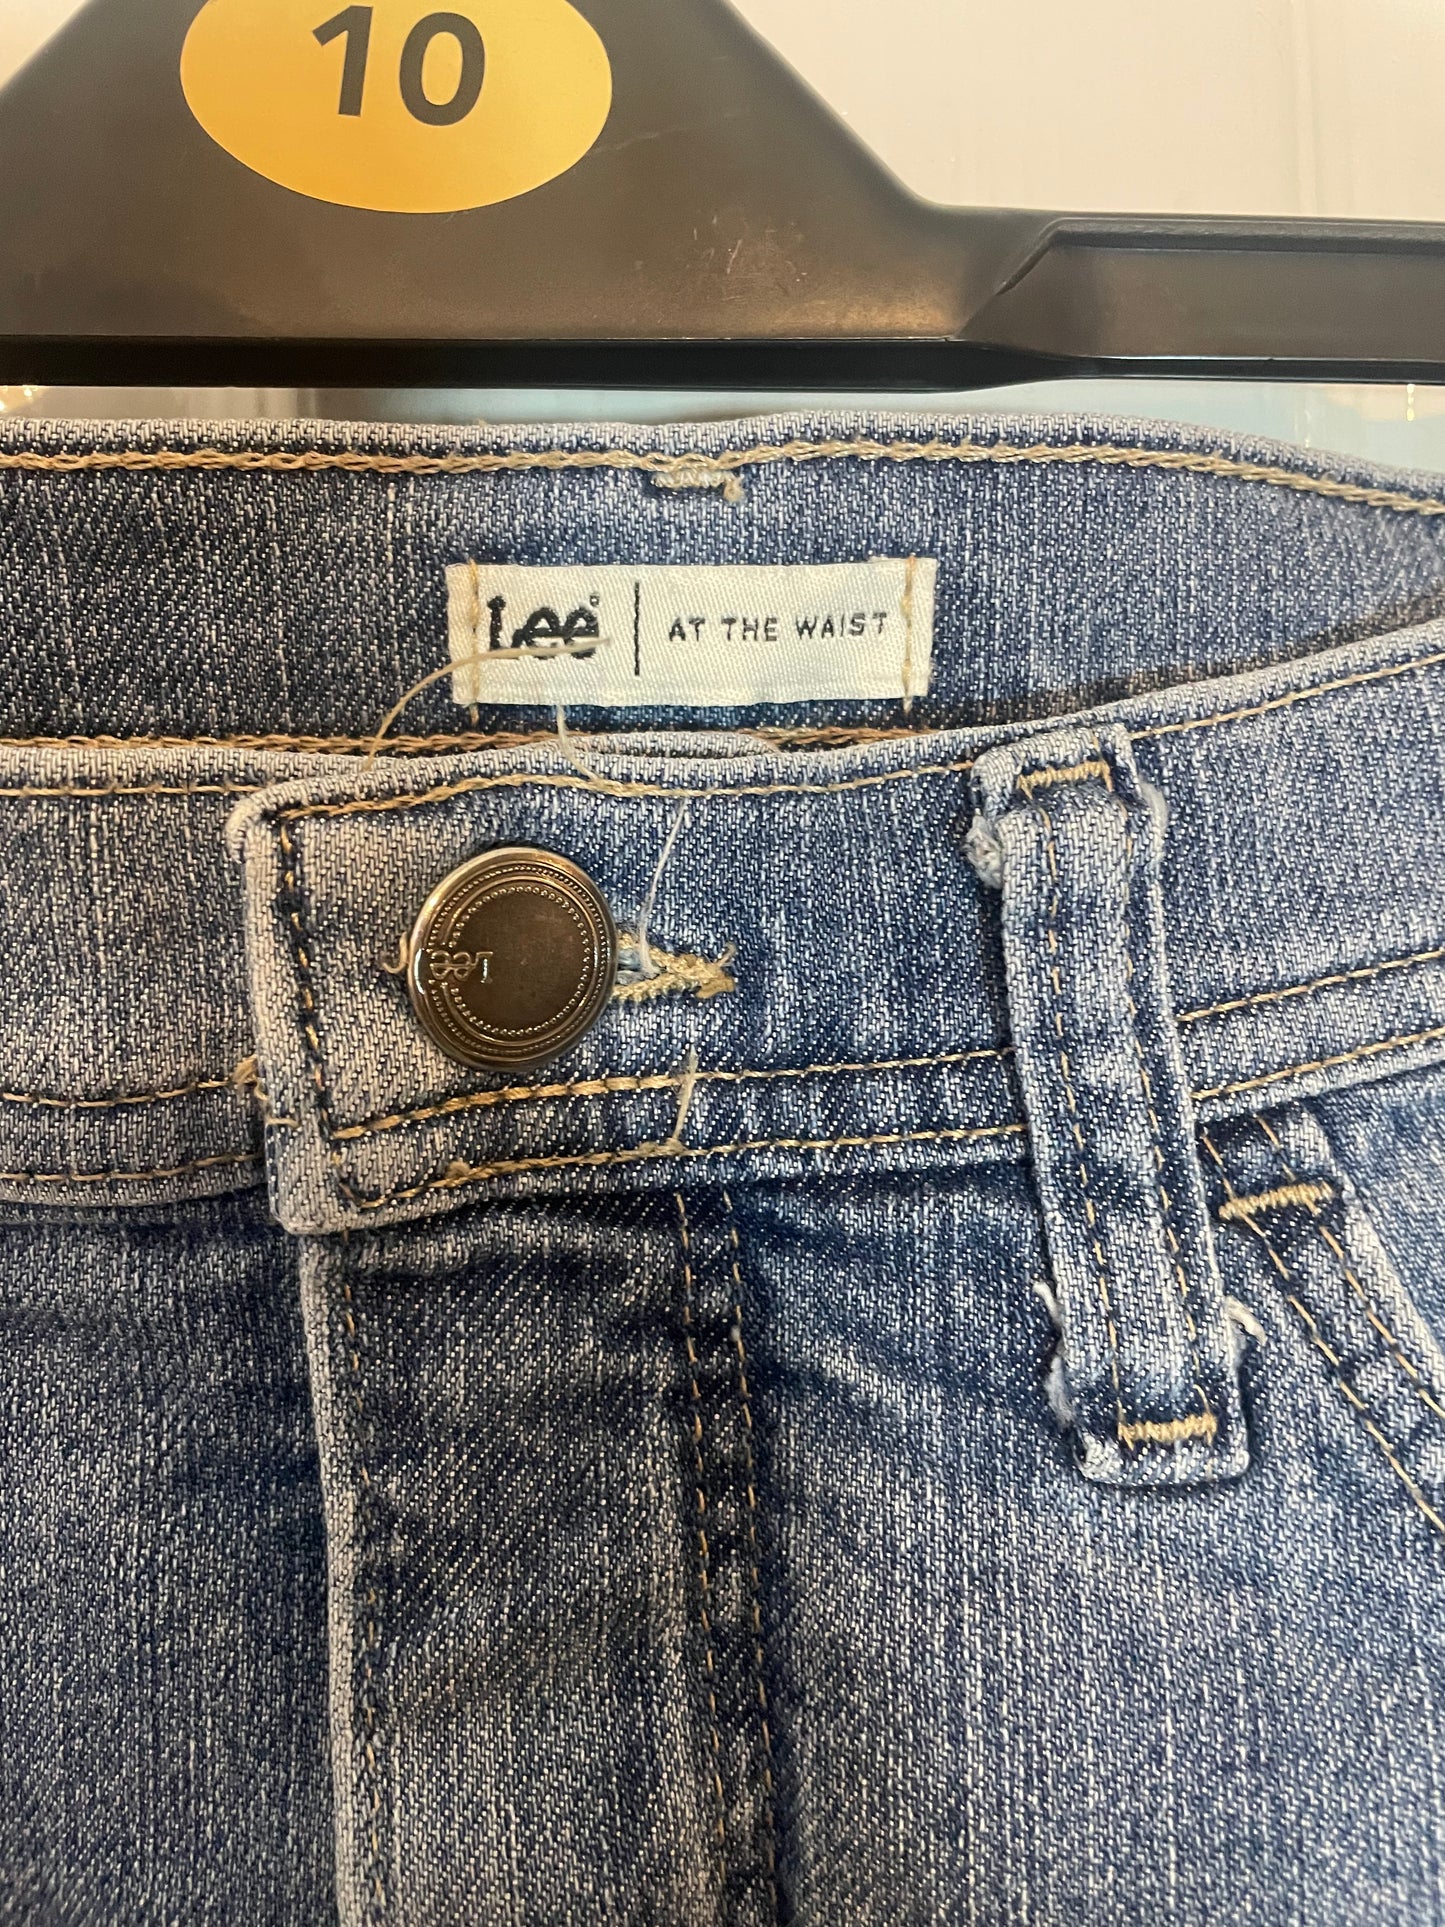 10
Lee® | AT THE WAIST
LEE